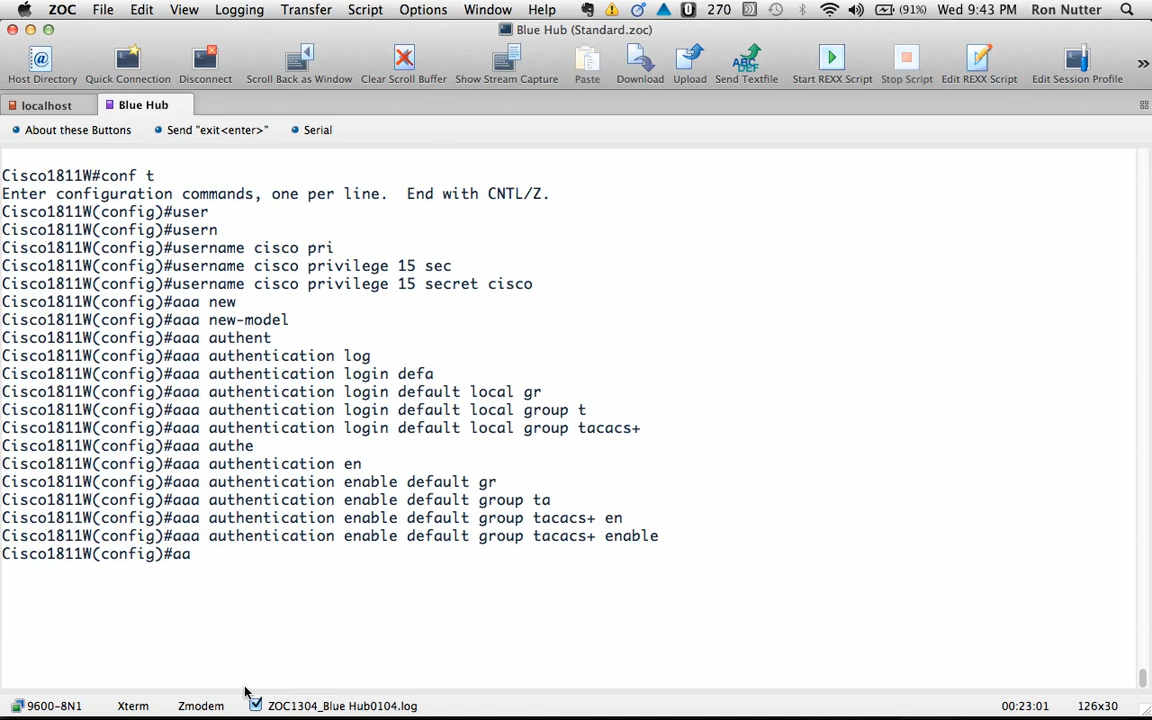 ZOC File Edit View Logging Transfer Script Options Window Help 270 (91%) Wed 9:43 PM Ron Nutter
Blue Hub (Standard.zoc)
Host Directory Quick Connection Disconnect Scroll Back as Window Clear Scroll Buffer Show Stream Capture Paste Download Upload Send Textfile Start REXX Script Stop Script Edit REXX Script Edit Session Profile
localhost Blue Hub
About these Buttons Send "exit<enter>" Serial
Cisco1811W#conf t
Enter configuration commands, one per line.  End with CNTL/Z.
Cisco1811W(config)#user
Cisco1811W(config)#usern
Cisco1811W(config)#username cisco pri
Cisco1811W(config)#username cisco privilege 15 sec
Cisco1811W(config)#username cisco privilege 15 secret cisco
Cisco1811W(config)#aaa new
Cisco1811W(config)#aaa new-model
Cisco1811W(config)#aaa authent
Cisco1811W(config)#aaa authentication log
Cisco1811W(config)#aaa authentication login defa
Cisco1811W(config)#aaa authentication login default local gr
Cisco1811W(config)#aaa authentication login default local group t
Cisco1811W(config)#aaa authentication login default local group tacacs+
Cisco1811W(config)#aaa authe
Cisco1811W(config)#aaa authentication en
Cisco1811W(config)#aaa authentication enable default gr
Cisco1811W(config)#aaa authentication enable default group ta
Cisco1811W(config)#aaa authentication enable default group tacacs+ en
Cisco1811W(config)#aaa authentication enable default group tacacs+ enable
Cisco1811W(config)#aa
9600-8N1 Xterm Zmodem ZOC1304_Blue Hub0104.log 00:23:01 126x30